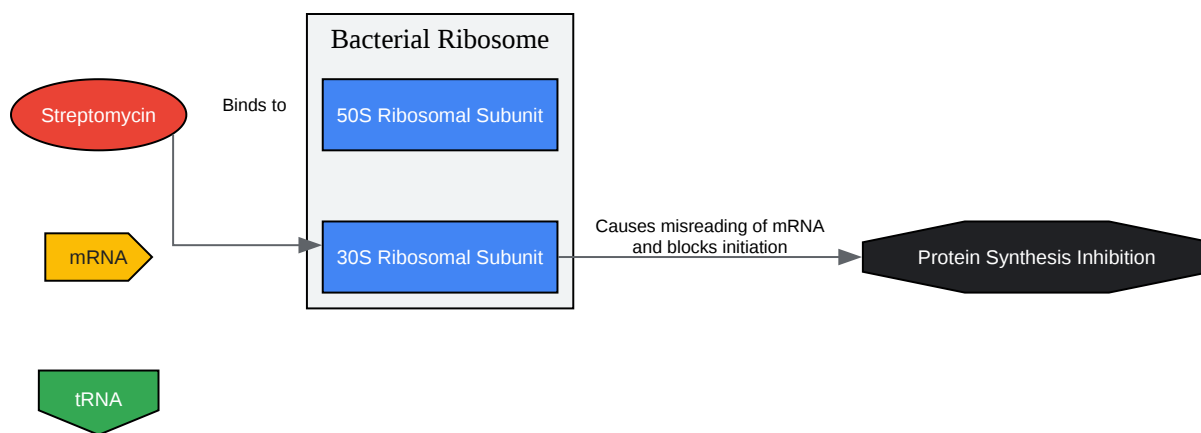 Bacterial Ribosome
Streptomycin
Binds to
50S Ribosomal Subunit
mRNA
30S Ribosomal Subunit
Causes misreading of mRNA
and blocks initiation
Protein Synthesis Inhibition
tRNA